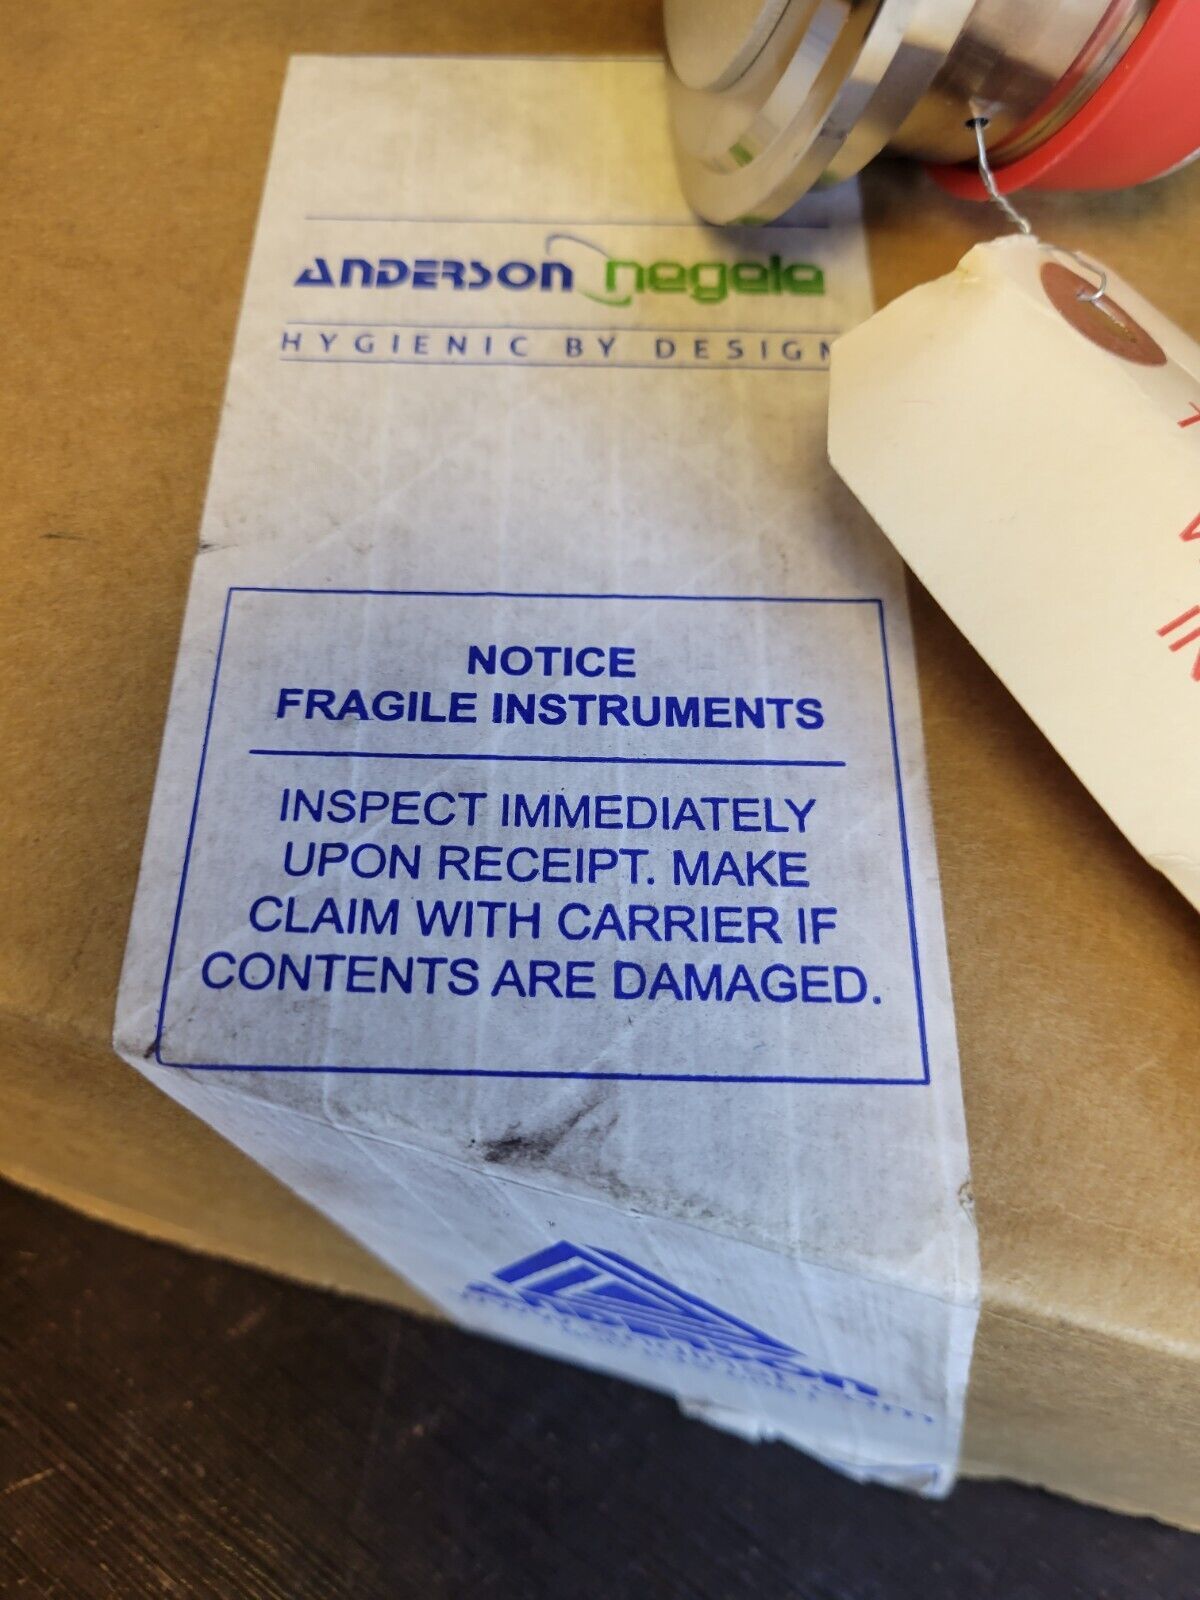 ANDERSON negele
HYGIENIC BY DESIGN
NOTICE
FRAGILE INSTRUMENTS
INSPECT IMMEDIATELY
UPON RECEIPT. MAKE
CLAIM WITH CARRIER IF
CONTENTS ARE DAMAGED.